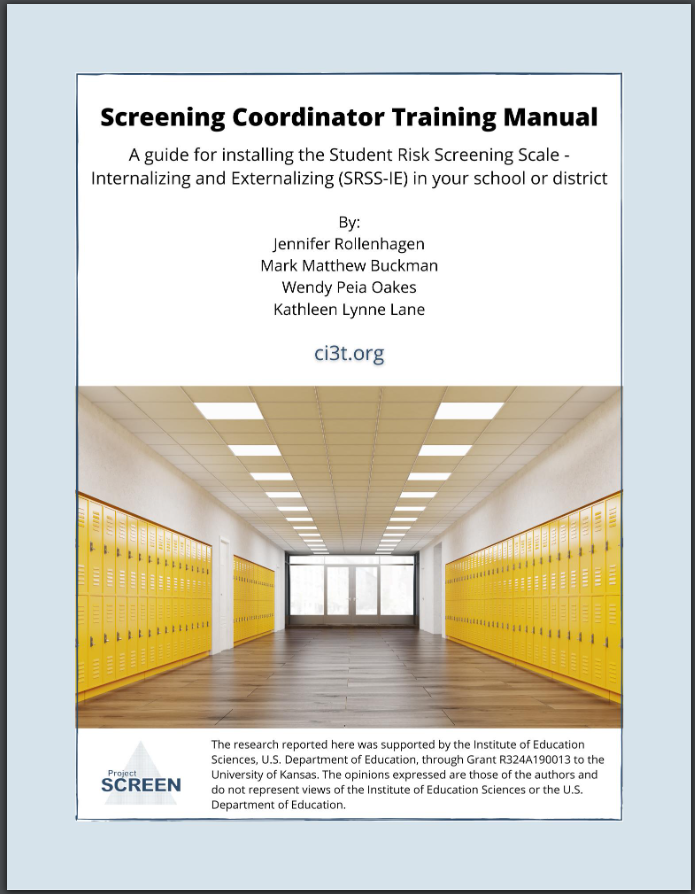 Screening Coordinator Training Manual
A guide for installing the Student Risk Screening Scale -
Internalizing and Externalizing (SRSS-IE) in your school or district
By:
Jennifer Rollenhagen
Mark Matthew Buckman
Wendy Peia Oakes
Kathleen Lynne Lane
ci3t.org
Project
SCREEN
The research reported here was supported by the Institute of Education
Sciences, U.S. Department of Education, through Grant R324A190013 to the
University of Kansas. The opinions expressed are those of the authors and
do not represent views of the Institute of Education Sciences or the U.S.
Department of Education.